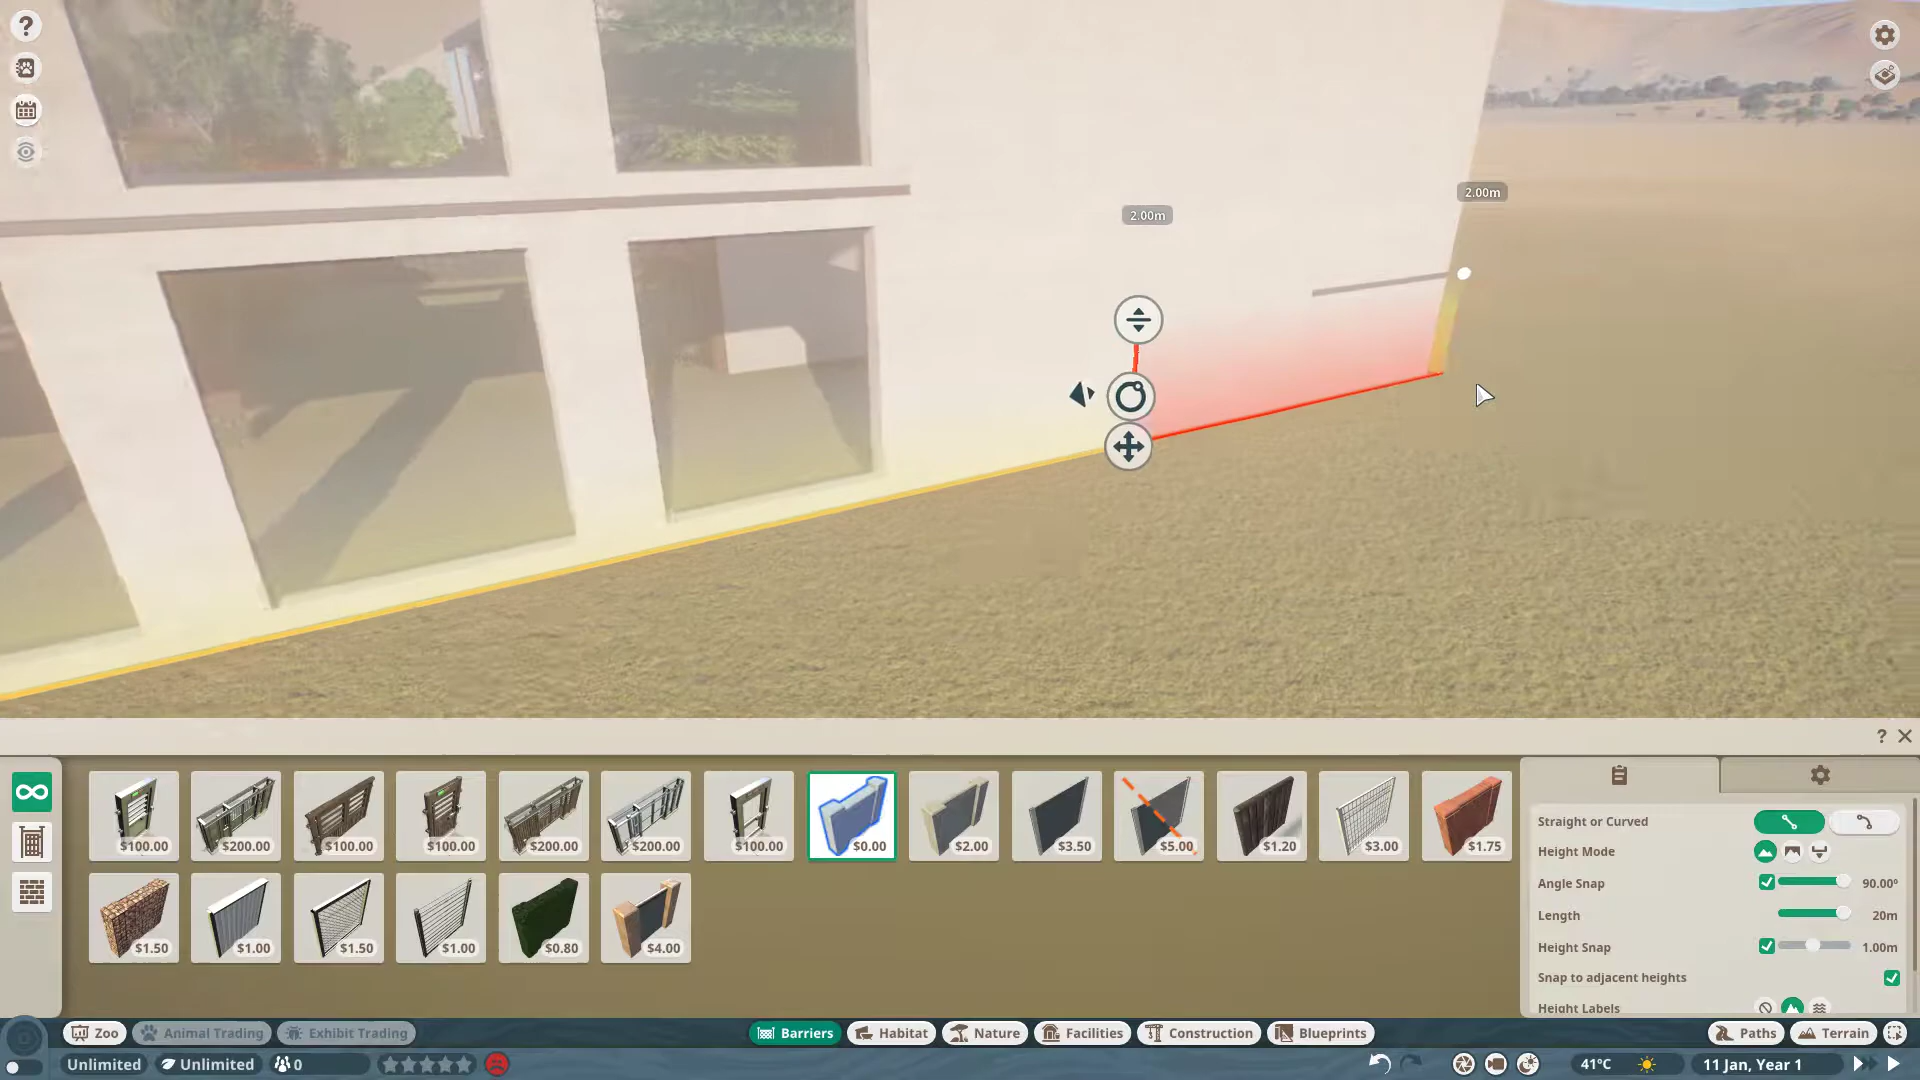 ?
2.00m
2.00m
?
$100.00
$200.00
$100.00
$100.00
$200.00
$200.00
$100.00
$0.00
$2.00
$3.50
$5.00
$1.20
$3.00
$1.75
$1.50
$1.00
$1.50
$1.00
$0.80
$4.00
Straight or Curved
Height Mode
Angle Snap
90.00º
Length
20m
Height Snap
1.00m
Snap to adjacent heights
Height Labels
Zoo
Animal Trading
Exhibit Trading
Barriers
Habitat
Nature
Facilities
Construction
Blueprints
Paths
Terrain
Unlimited
Unlimited
0
41°C
11 Jan, Year 1